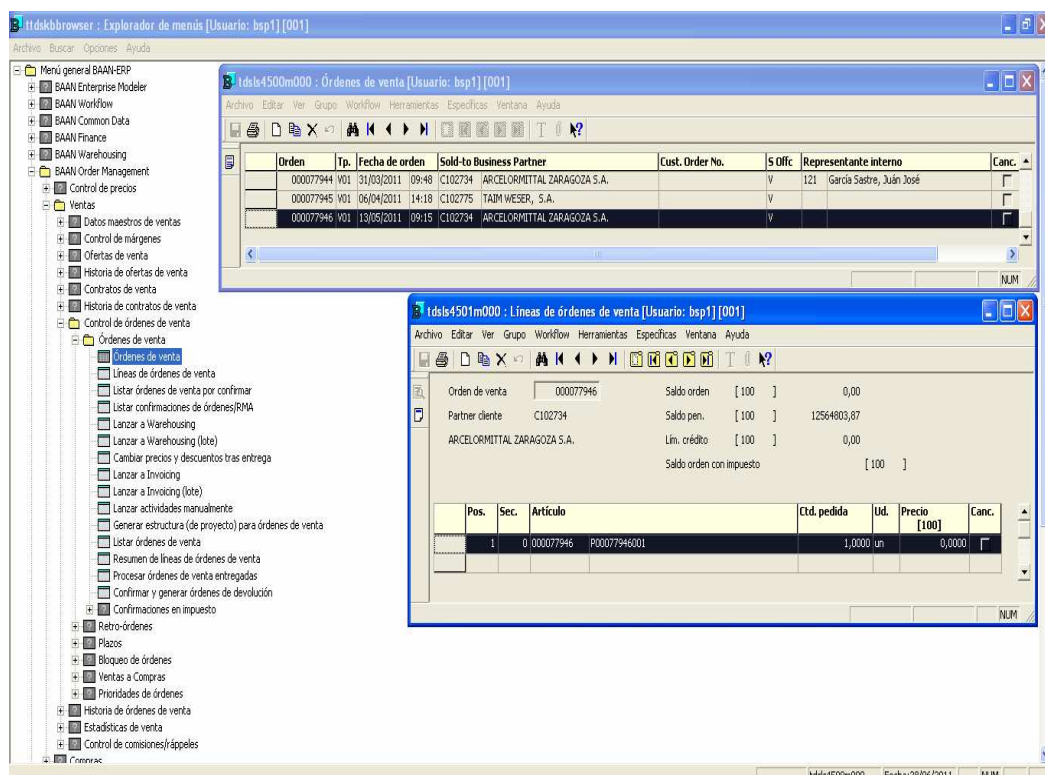 ttdskbbrowser : Explorador de menús [Usuario: bsp1] [001]
Archivo Buscar Opciones Ayuda
Menú general BAAN-ERP
BAAN Enterprise Modeler
BAAN Workflow
BAAN Common Data
BAAN Finance
BAAN Warehousing
BAAN Order Management
Control de precios
Ventas
Datos maestros de ventas
Control de márgenes
Ofertas de venta
Historia de ofertas de venta
Contratos de venta
Historia de contratos de venta
Control de órdenes de venta
Órdenes de venta
Órdenes de venta
Líneas de órdenes de venta
Listar órdenes de venta por confirmar
Listar confirmaciones de órdenes/RMA
Lanzar a Warehousing
Lanzar a Warehousing (lote)
Cambiar precios y descuentos tras entrega
Lanzar a Invoicing
Lanzar a Invoicing (lote)
Lanzar actividades manualmente
Generar estructura (de proyecto) para órdenes de venta
Listar órdenes de venta
Resumen de líneas de órdenes de venta
Procesar órdenes de venta entregadas
Confirmar y generar órdenes de devolución
Confirmaciones en impuesto
Retro-órdenes
Plazos
Bloqueo de órdenes
Ventas a Compras
Prioridades de órdenes
Historia de órdenes de venta
Estadísticas de venta
Control de comisiones/ráppeles
Compras
tdsls4500m000 : Órdenes de venta [Usuario: bsp1] [001]
Archivo Editar Ver Grupo Workflow Herramientas Específicas Ventana Ayuda
Orden Tp. Fecha de orden Sold-to Business Partner Cust. Order No. S Offc Representante interno Canc.
000077944 V01 31/03/2011 09:48 C102734 ARCELORMITTAL ZARAGOZA S.A. V 121 García Sastre, Juán José
000077945 V01 06/04/2011 14:18 C102775 TAIM WESER, S.A. V
000077946 V01 13/05/2011 09:15 C102734 ARCELORMITTAL ZARAGOZA S.A. V
NUM
tdsls4501m000 : Líneas de órdenes de venta [Usuario: bsp1] [001]
Archivo Editar Ver Grupo Workflow Herramientas Específicas Ventana Ayuda
Orden de venta 000077946 Saldo orden [ 100 ] 0,00
Partner cliente C102734 Saldo pen. [ 100 ] 12564803,87
ARCELORMITTAL ZARAGOZA S.A. Lím. crédito [ 100 ] 0,00
Saldo orden con impuesto [ 100 ]
Pos. Sec. Artículo Ctd. pedida Ud. Precio [100] Canc.
1 0 000077946 P00077946001 1,0000 un 0,0000
NUM
tdsls4500m000 Fecha:28/06/2011 NUM